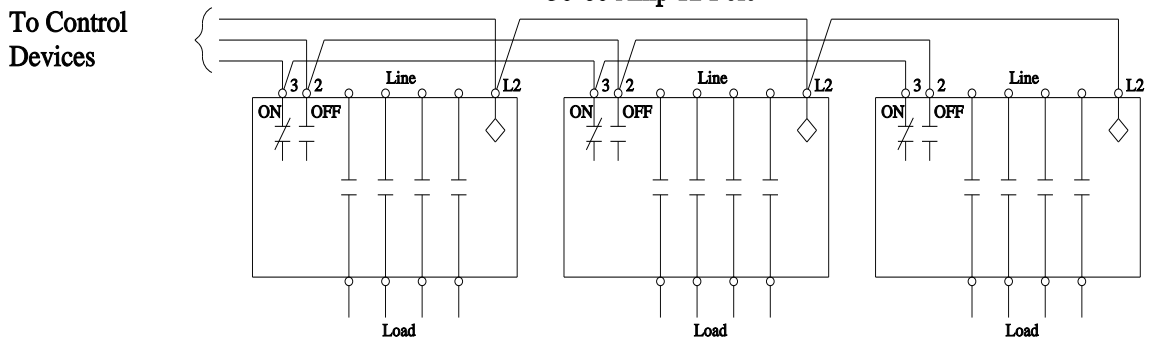 To Control
Devices
3 2 Line L2
ON OFF
Load
3 2 Line L2
ON OFF
Load
3 2 Line L2
ON OFF
Load